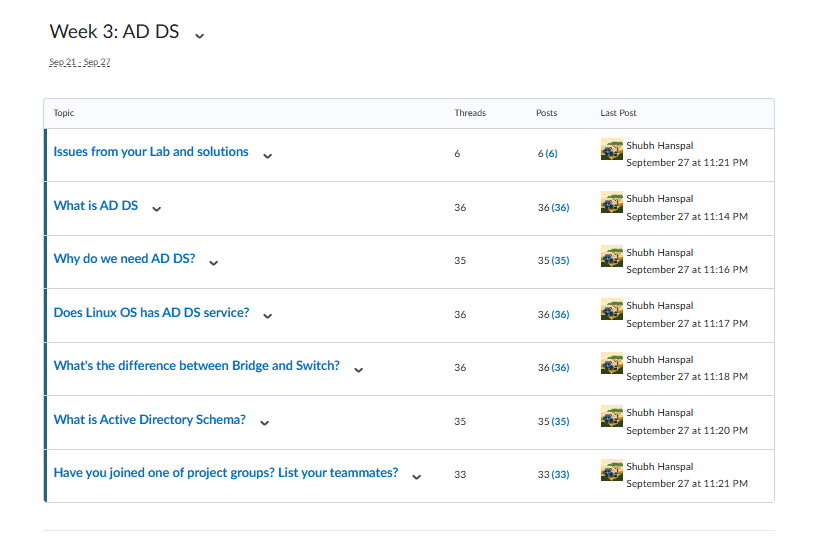 Week 3: AD DS
Sep 21 - Sep 27
Topic Threads Posts Last Post
Issues from your Lab and solutions 6 6 (6) Shubh Hanspal
September 27 at 11:21 PM
What is AD DS 36 36 (36) Shubh Hanspal
September 27 at 11:14 PM
Why do we need AD DS? 35 35 (35) Shubh Hanspal
September 27 at 11:16 PM
Does Linux OS has AD DS service? 36 36 (36) Shubh Hanspal
September 27 at 11:17 PM
What's the difference between Bridge and Switch? 36 36 (36) Shubh Hanspal
September 27 at 11:18 PM
What is Active Directory Schema? 35 35 (35) Shubh Hanspal
September 27 at 11:20 PM
Have you joined one of project groups? List your teammates? 33 33 (33) Shubh Hanspal
September 27 at 11:21 PM